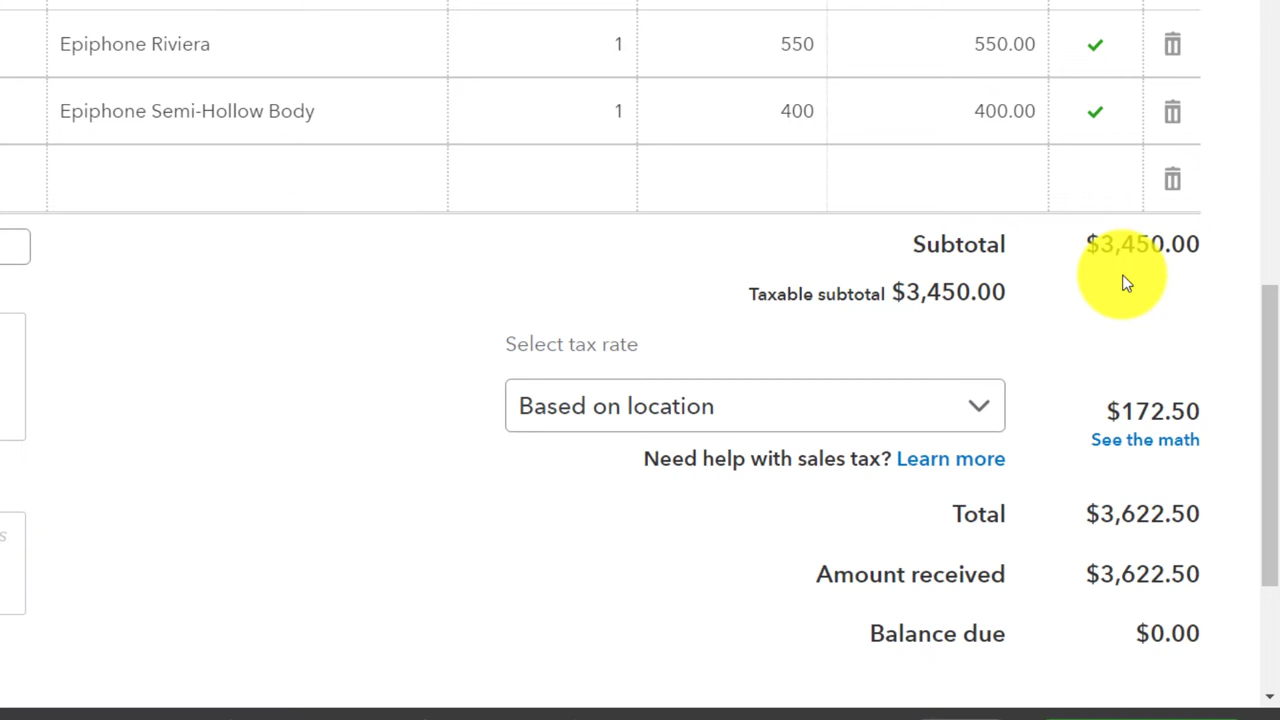 Epiphone Riviera 1 550 550.00
Epiphone Semi-Hollow Body 1 400 400.00
Subtotal $3,450.00
Taxable subtotal $3,450.00
Select tax rate
Based on location $172.50
See the math
Need help with sales tax? Learn more
Total $3,622.50
s
Amount received $3,622.50
Balance due $0.00